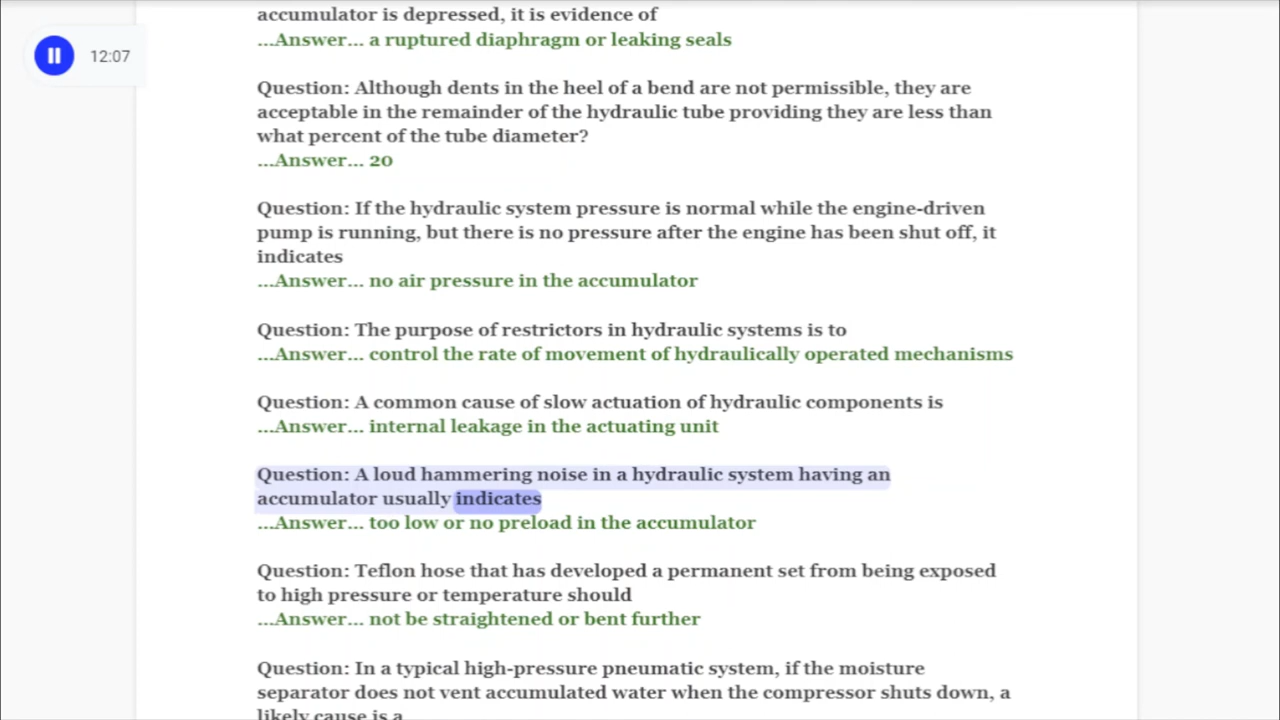 accumulator is depressed, it is evidence of
...Answer... a ruptured diaphragm or leaking seals
12:07
Question: Although dents in the heel of a bend are not permissible, they are
acceptable in the remainder of the hydraulic tube providing they are less than
what percent of the tube diameter?
...Answer... 20
Question: If the hydraulic system pressure is normal while the engine-driven
pump is running, but there is no pressure after the engine has been shut off, it
indicates
...Answer... no air pressure in the accumulator
Question: The purpose of restrictors in hydraulic systems is to
...Answer... control the rate of movement of hydraulically operated mechanisms
Question: A common cause of slow actuation of hydraulic components is
...Answer... internal leakage in the actuating unit
Question: A loud hammering noise in a hydraulic system having an
accumulator usually indicates
...Answer... too low or no preload in the accumulator
Question: Teflon hose that has developed a permanent set from being exposed
to high pressure or temperature should
...Answer... not be straightened or bent further
Question: In a typical high-pressure pneumatic system, if the moisture
separator does not vent accumulated water when the compressor shuts down, a
likely cause is a